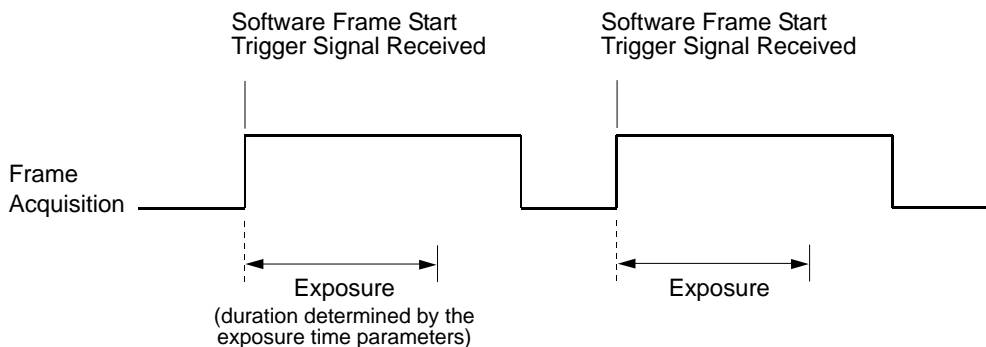 Software Frame Start
Trigger Signal Received
Software Frame Start
Trigger Signal Received
Frame
Acquisition
Exposure
(duration determined by the
exposure time parameters)
Exposure